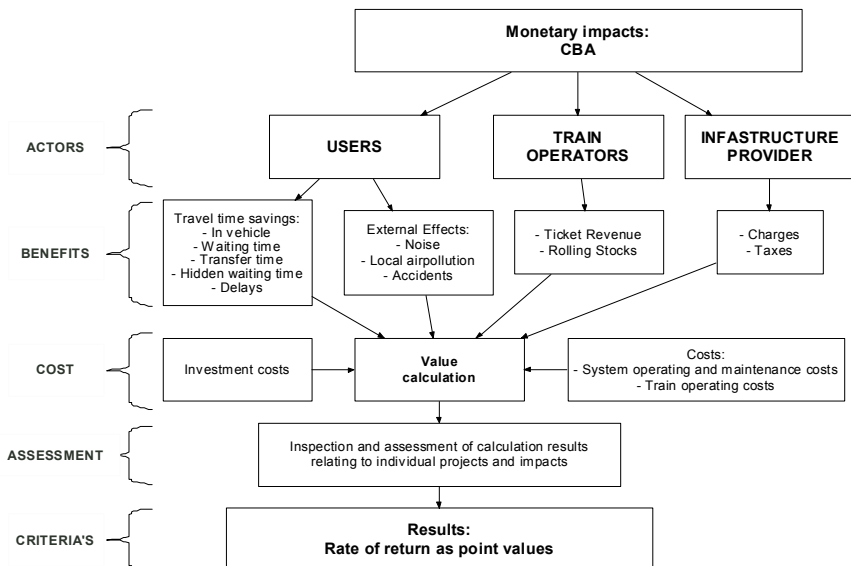 Monetary impacts:
CBA
ACTORS
USERS
TRAIN
OPERATORS
INFASTRUCTURE
PROVIDER
BENEFITS
Travel time savings:
- In vehicle
- Waiting time
- Transfer time
- Hidden waiting time
- Delays
External Effects:
- Noise
- Local airpollution
- Accidents
- Ticket Revenue
- Rolling Stocks
- Charges
- Taxes
COST
Investment costs
Value
calculation
Costs:
- System operating and maintenance costs
- Train operating costs
ASSESSMENT
Inspection and assessment of calculation results
relating to individual projects and impacts
CRITERIA'S
Results:
Rate of return as point values